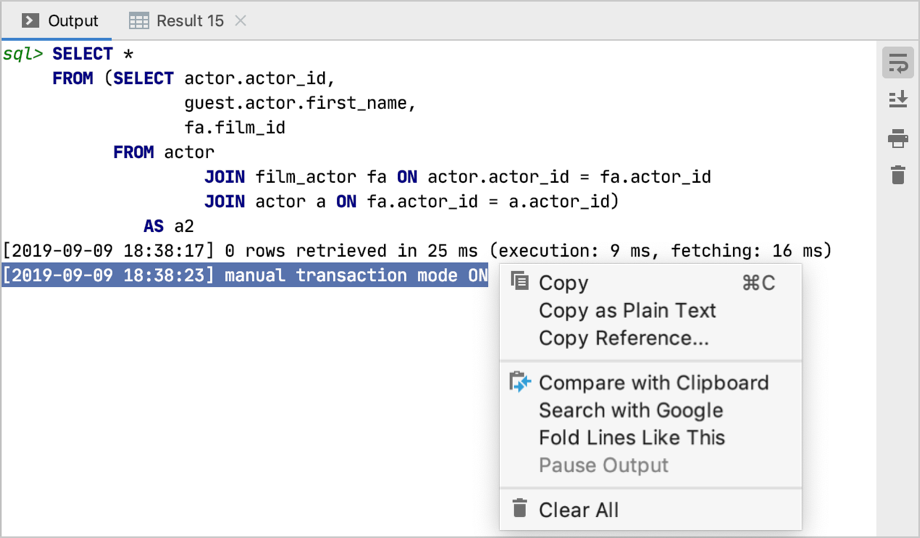 Output Result 15
sql> SELECT *
FROM (SELECT actor.actor_id,
guest.actor.first_name,
fa.film_id
FROM actor
JOIN film_actor fa ON actor.actor_id = fa.actor_id
JOIN actor a ON fa.actor_id = a.actor_id)
AS a2
[2019-09-09 18:38:17] 0 rows retrieved in 25 ms (execution: 9 ms, fetching: 16 ms)
[2019-09-09 18:38:23] manual transaction mode ON
Copy ⌘C
Copy as Plain Text
Copy Reference...
Compare with Clipboard
Search with Google
Fold Lines Like This
Pause Output
Clear All